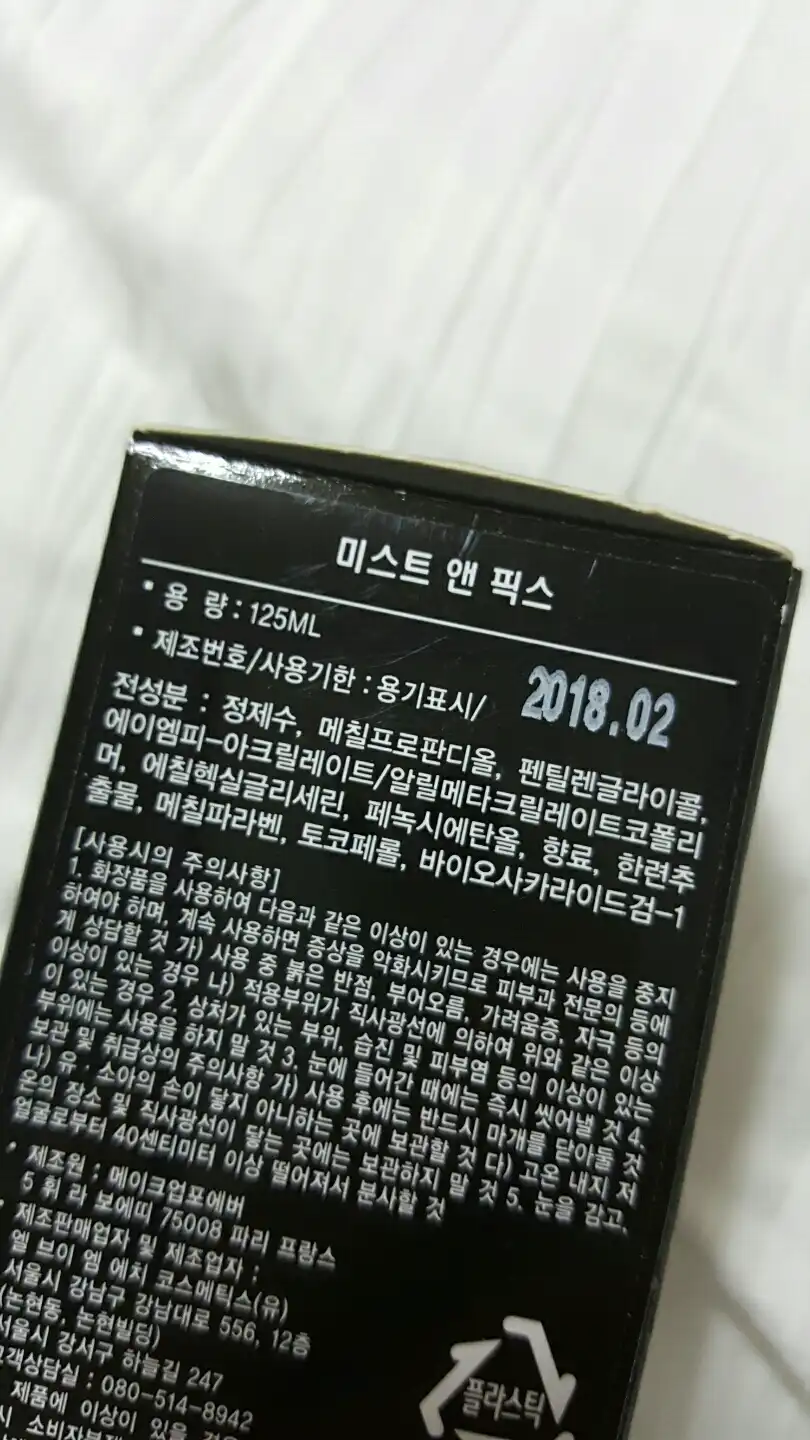 미스트 앤 픽스
• 용 량 : 125ML
• 제조번호/사용기한 : 용기표시/ 2018.02
전성분 : 정제수, 메칠프로판디올, 펜틸렌글라이콜,
에이엠피-아크릴레이트/알릴메타크릴레이트코폴리
머, 에칠헥실글리세린, 페녹시에탄올, 향료, 한련추
출물, 메칠파라벤, 토코페롤, 바이오사카라이드검-1
[사용시의 주의사항]
1. 화장품을 사용하여 다음과 같은 이상이 있는 경우에는 사용을 중지
하여야 하며, 계속 사용하면 증상을 악화시키므로 피부과 전문의 등에
게 상담할 것 가) 사용 중 붉은 반점, 부어오름, 가려움증, 자극 등의
이상이 있는 경우 나) 적용부위가 직사광선에 의하여 위와 같은 이상
이 있는 경우 2. 상처가 있는 부위, 습진 및 피부염 등의 이상이 있는
부위에는 사용을 하지 말 것 3. 눈에 들어간 때에는 즉시 씻어낼 것 4.
보관 및 취급상의 주의사항 가) 사용 후에는 반드시 마개를 닫아둘 것
나) 유·소아의 손이 닿지 아니하는 곳에 보관할 것 다) 고온 내지 저
온의 장소 및 직사광선이 닿는 곳에는 보관하지 말 것 5. 눈을 감고,
얼굴로부터 40센티미터 이상 떨어져서 분사할 것
• 제조원 : 메이크업포에버
5 뤼 라 보에띠 75008 파리 프랑스
• 제조판매업자 및 제조업자 :
엘 브이 엠 에치 코스메틱스(유)
서울시 강남구 강남대로 556, 12층
(논현동, 논현빌딩)
서울시 강서구 하늘길 247
고객상담실 : 080-514-8942
제품에 이상이 있을 경우
시 소비자분쟁
플라스틱